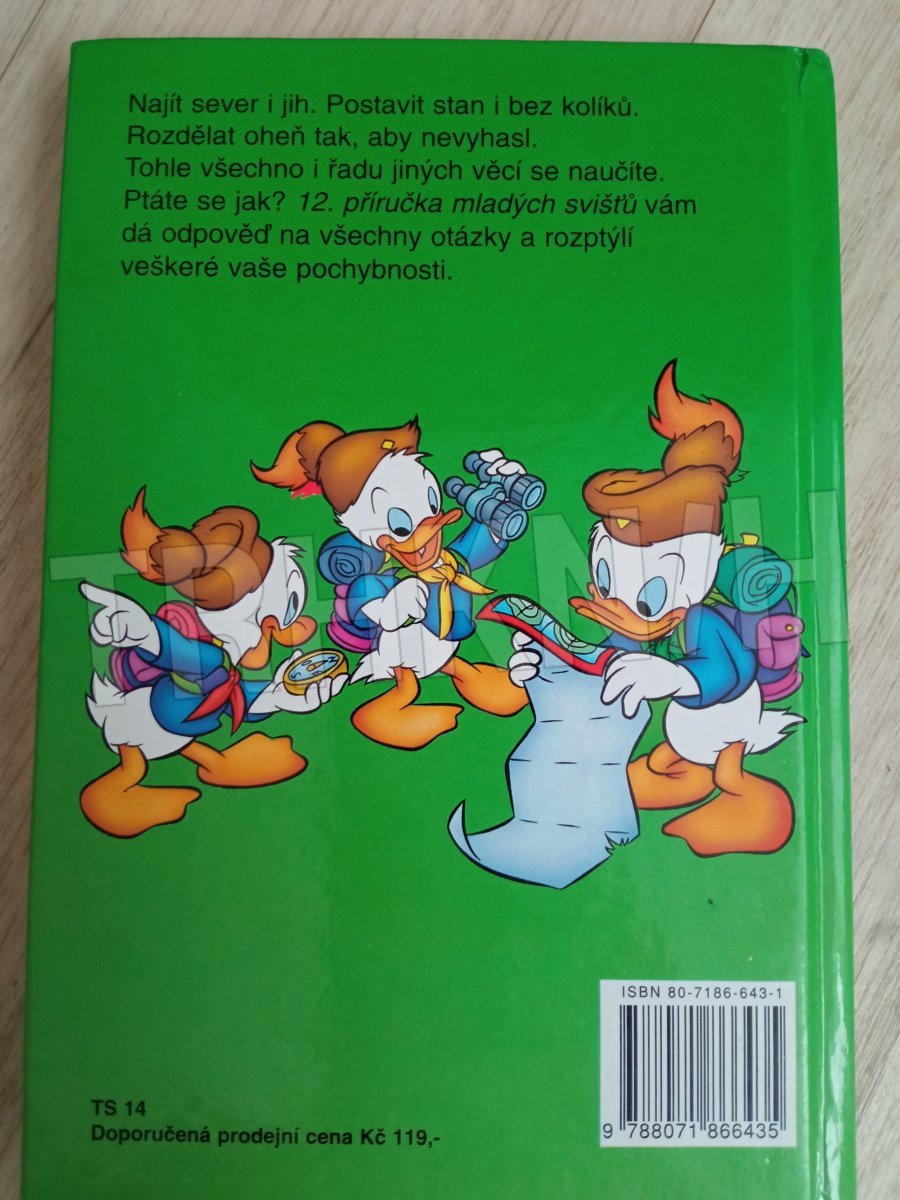 Najít sever i jih. Postavit stan i bez kolíků.
Rozdělat oheň tak, aby nevyhasl.
Tohle všechno i řadu jiných věcí se naučíte.
Ptáte se jak? 12. příručka mladých svišťů vám
dá odpověď na všechny otázky a rozptýlí
veškeré vaše pochybnosti.
ISBN 80-7186-643-1
9 788071 866435
TS 14
Doporučená prodejní cena Kč 119,-